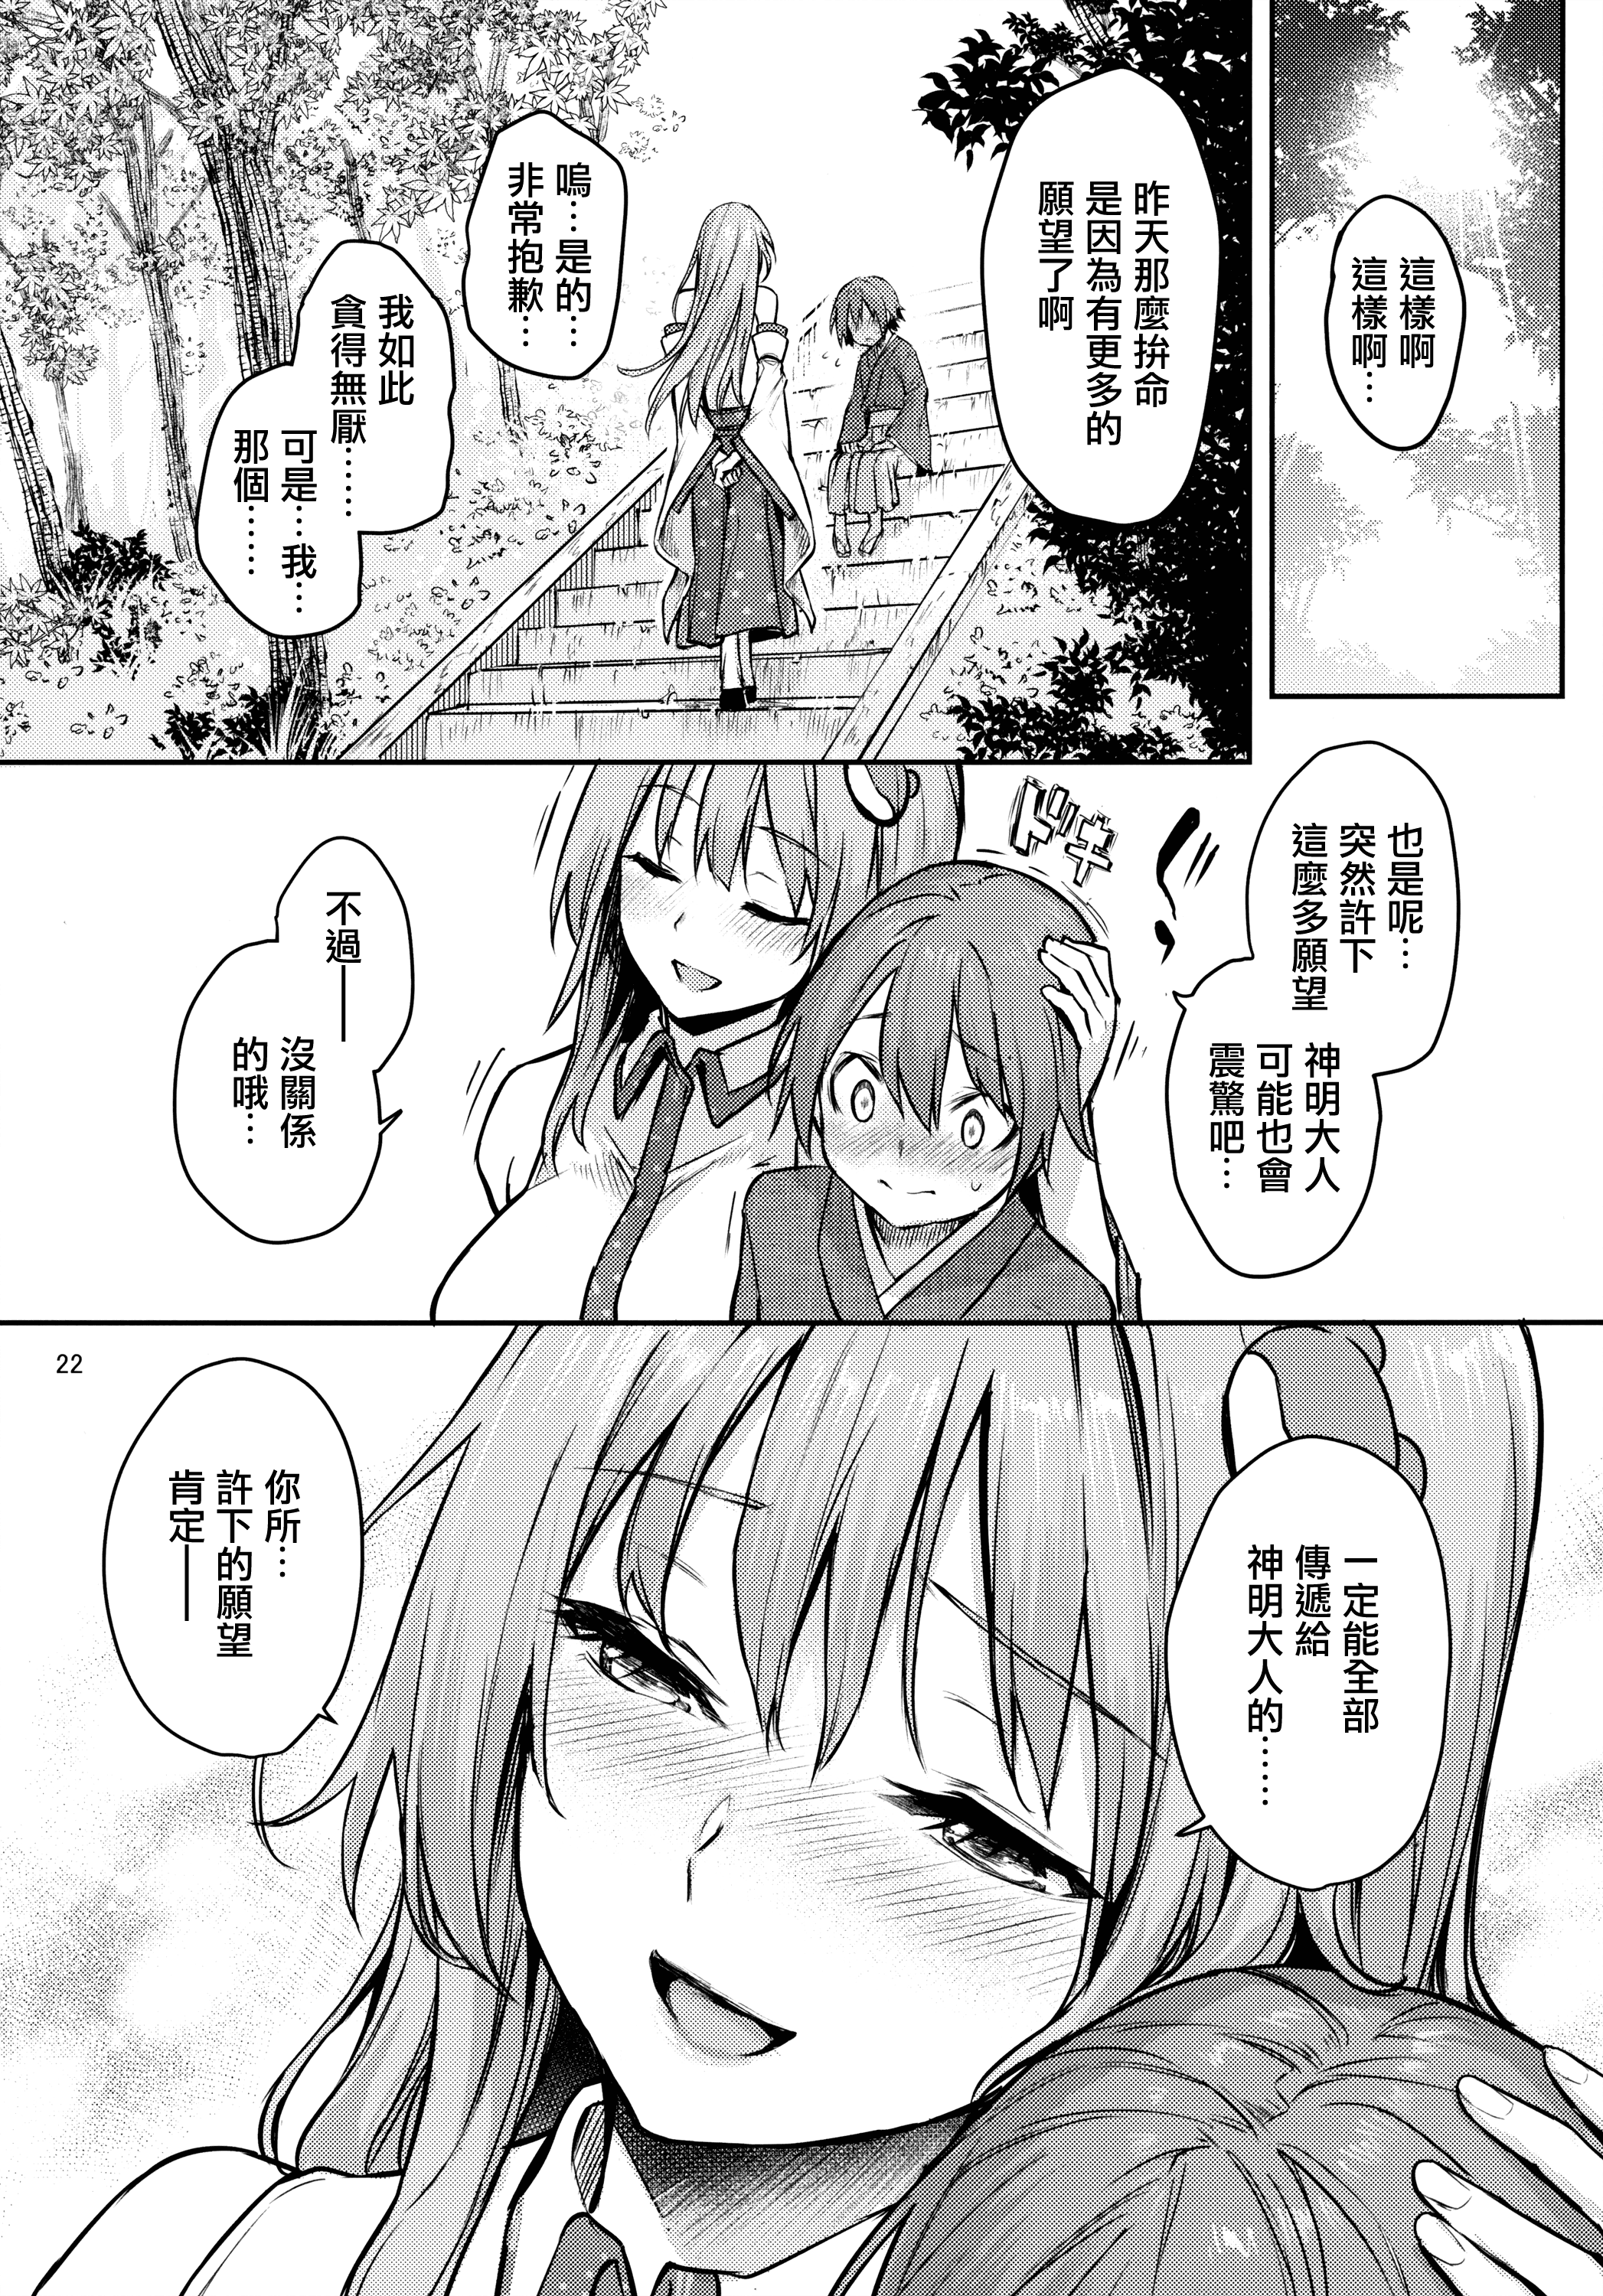 這樣啊
這樣啊…
昨天那麼拚命
是因為有更多的
願望了啊
嗚…是的…
非常抱歉…
我如此
貪得無厭……
可是…我…
那個……
也是呢…
突然許下
這麼多願望
神明大人
可能也會
震驚吧…
ドキ
不過——
沒關係
的哦…
一定能全部
傳遞給
神明大人的……
你所…
許下的願望
肯定——
22